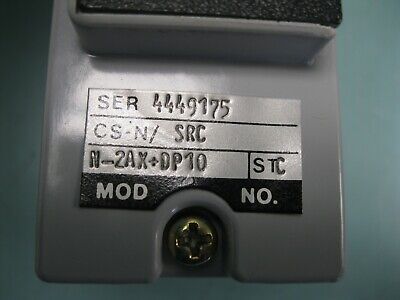 SER 4449175
CS-N/ SRC
N-2AX+DP10 STC
MOD NO.